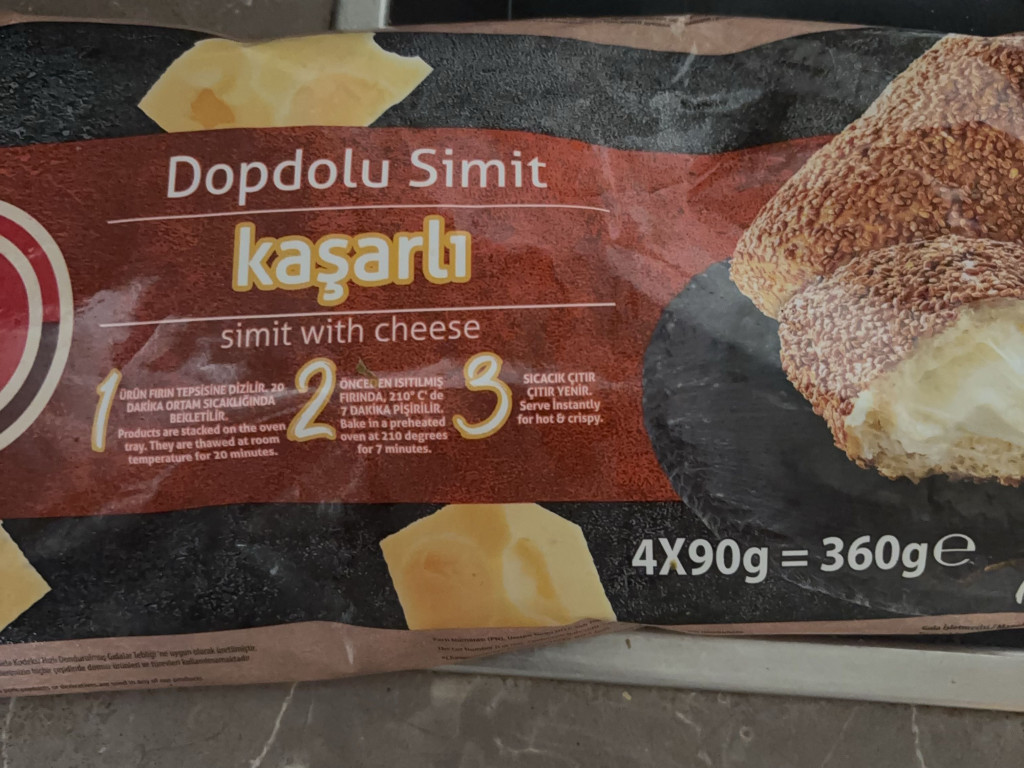 Dopdolu Simit
kaşarlı
simit with cheese
1
ÜRÜN FIRIN TEPSİSİNE DİZİLİR, 20
DAKİKA ORTAM SICAKLIĞINDA
BEKLETİLİR.
Products are stacked on the oven
tray. They are thawed at room
temperature for 20 minutes.
2
ÖNCEDEN ISITILMIŞ
FIRINDA, 210° C' de
7 DAKİKA PİŞİRİLİR.
Bake in a preheated
oven at 210 degrees
for 7 minutes.
3
SICACIK ÇITIR
ÇITIR YENİR.
Serve Instantly
for hot & crispy.
4X90g = 360g℮